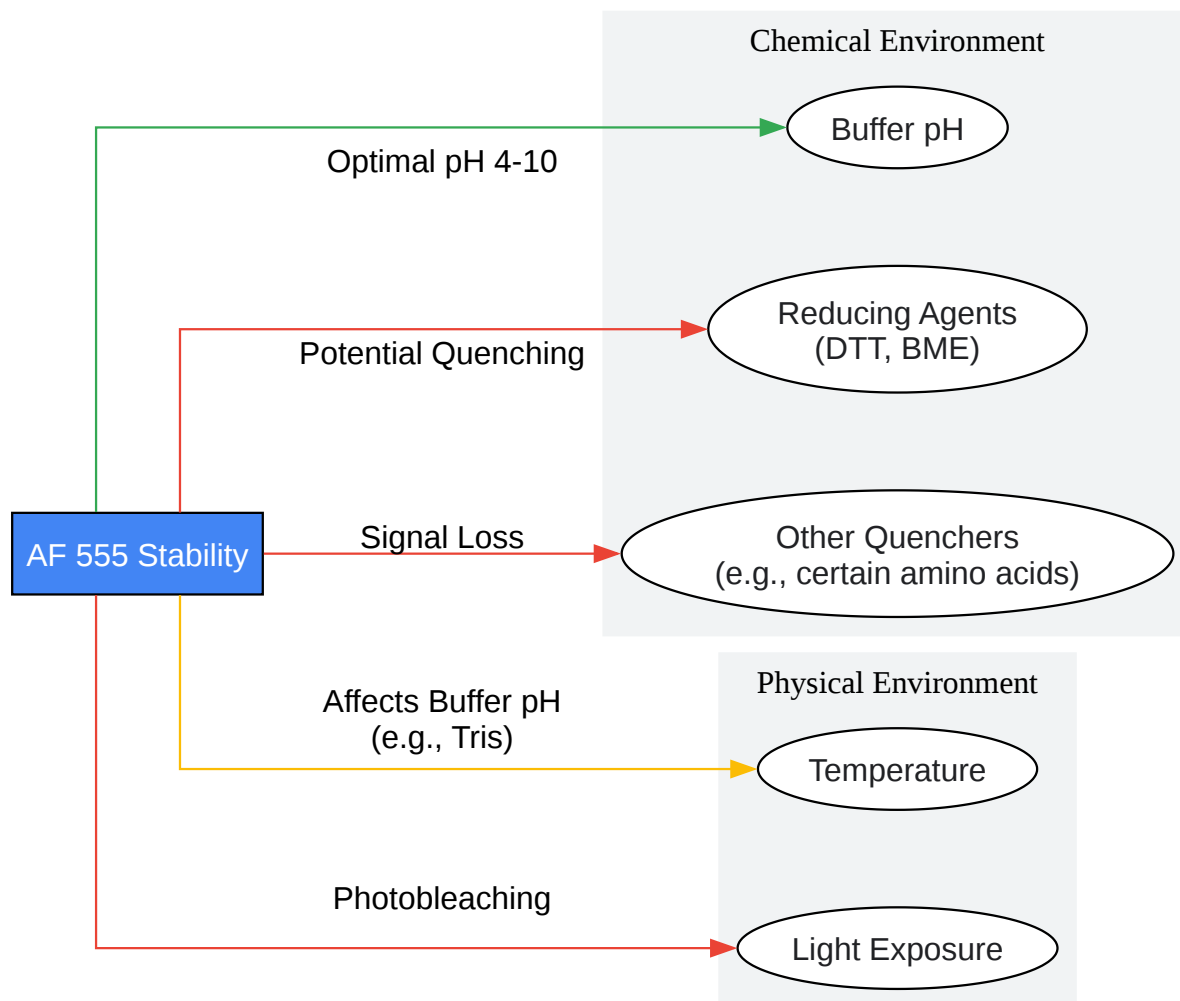 Chemical Environment
Buffer pH
Optimal pH 4-10
Reducing Agents
(DTT, BME)
Potential Quenching
AF 555 Stability
Signal Loss
Other Quenchers
(e.g., certain amino acids)
Physical Environment
Affects Buffer pH
(e.g., Tris)
Temperature
Photobleaching
Light Exposure